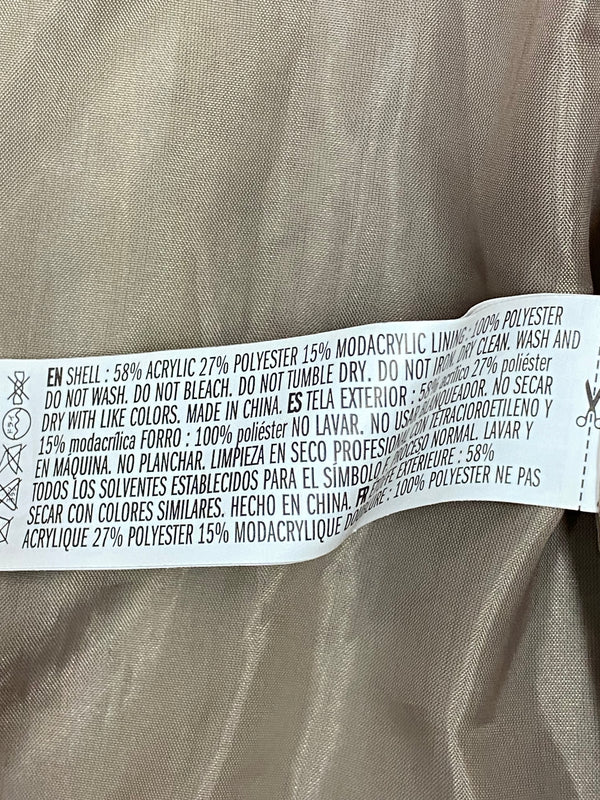 EN SHELL : 58% ACRYLIC 27% POLYESTER 15% MODACRYLIC LINING :100% POLYESTER
DO NOT WASH. DO NOT BLEACH. DO NOT TUMBLE DRY. DO NOT IRON. DRY CLEAN. WASH AND
DRY WITH LIKE COLORS. MADE IN CHINA. ES TELA EXTERIOR : 58% acrílico 27% poliéster
15% modacrílica FORRO : 100% poliéster NO LAVAR. NO USAR BLANQUEADOR. NO SECAR
EN MÁQUINA. NO PLANCHAR. LIMPIEZA EN SECO PROFESIONAL TETRACIOROETILENO Y
TODOS LOS SOLVENTES ESTABLECIDOS PARA EL SÍMBOLO PROCESO NORMAL. LAVAR Y
SECAR CON COLORES SIMILARES. HECHO EN CHINA. FR EXTÉRIEURE : 58%
ACRYLIQUE 27% POLYESTER 15% MODACRYLIQUE DOUBLURE : 100% POLYESTER NE PAS